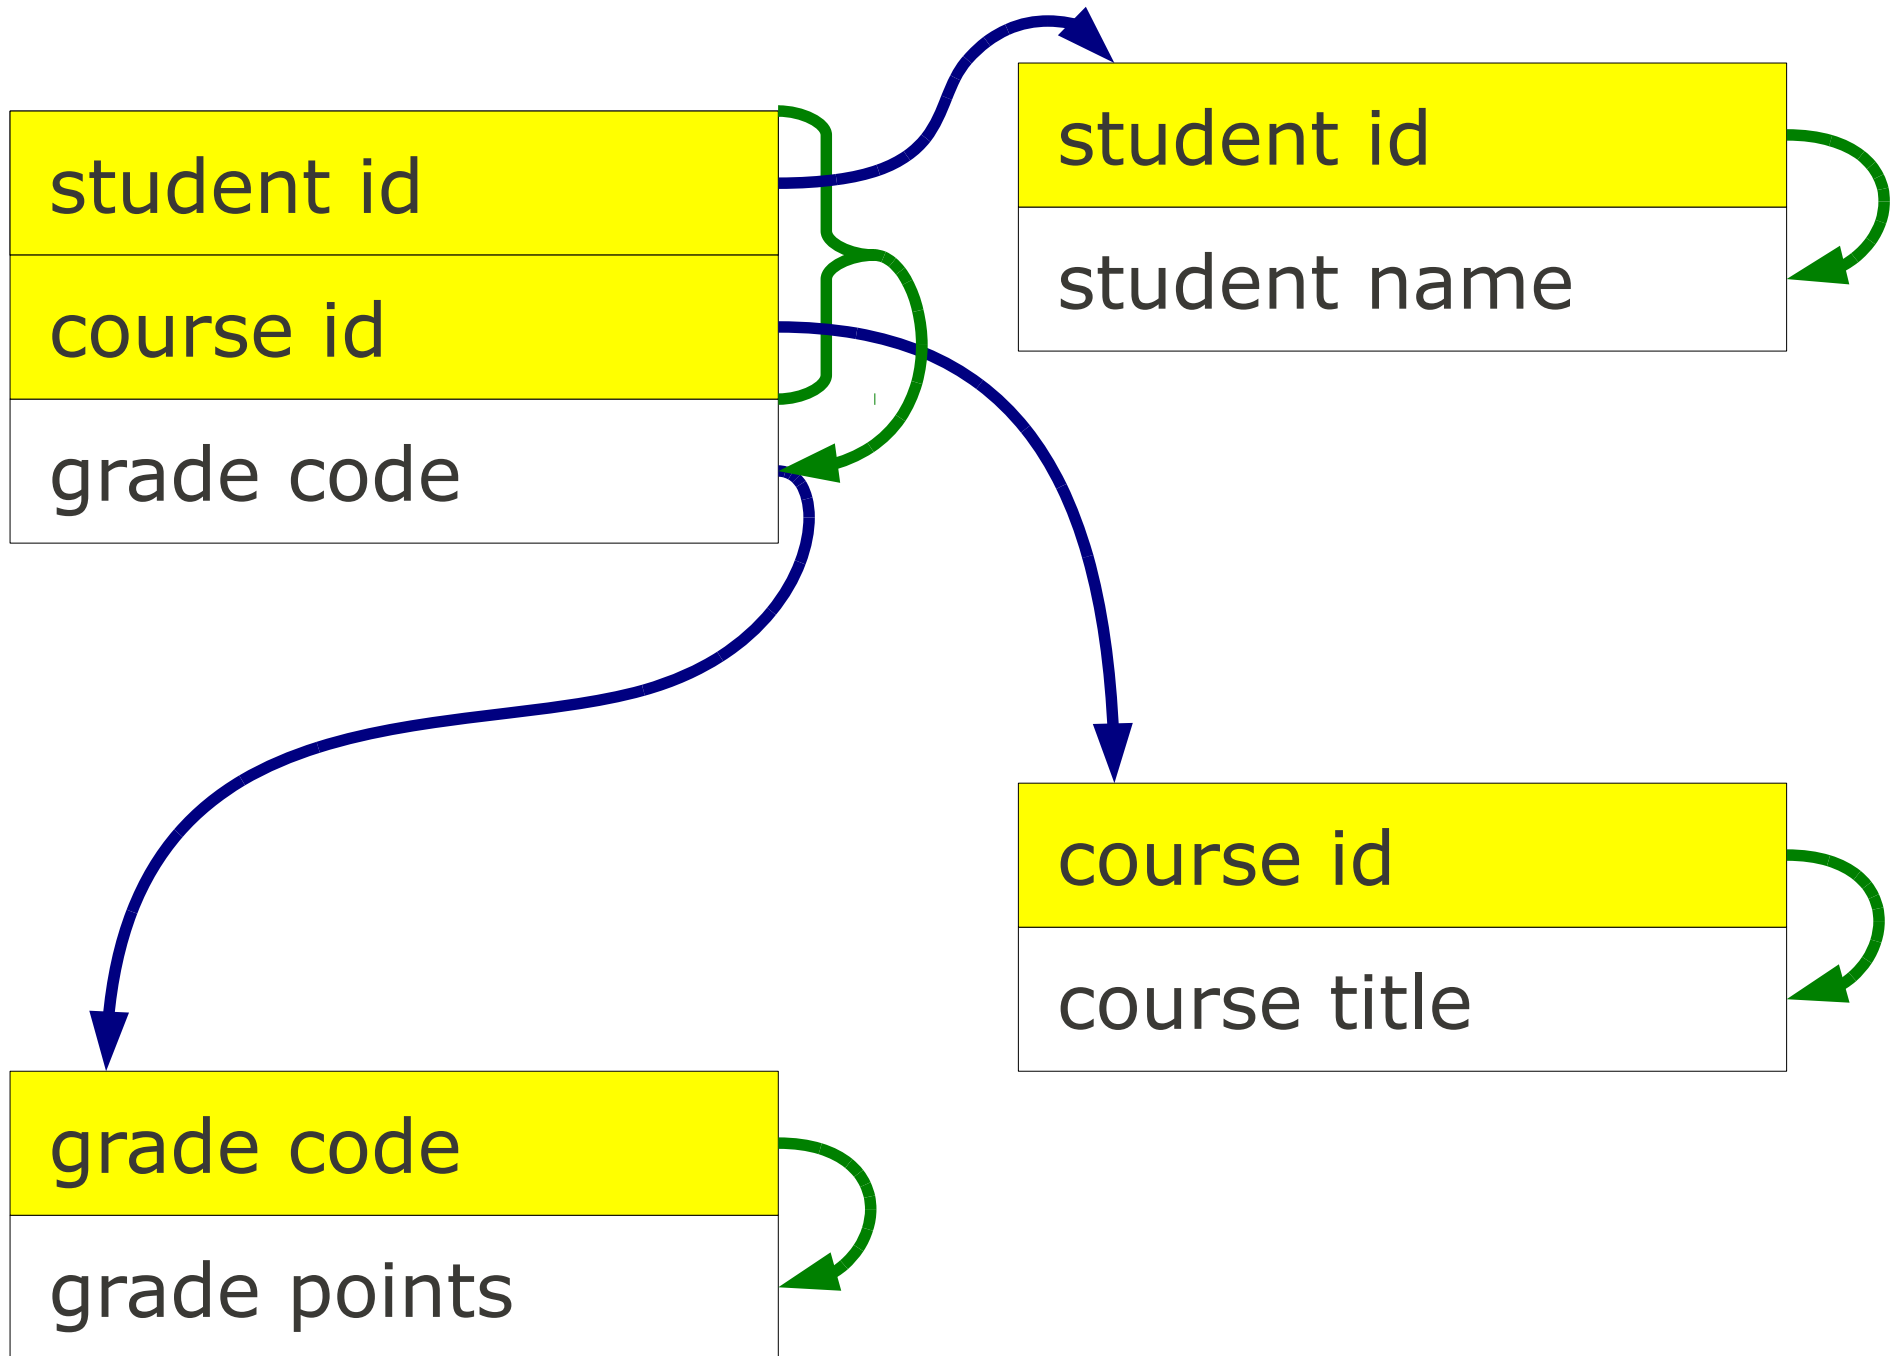 student id
course id
grade code
student id
student name
course id
course title
grade code
grade points